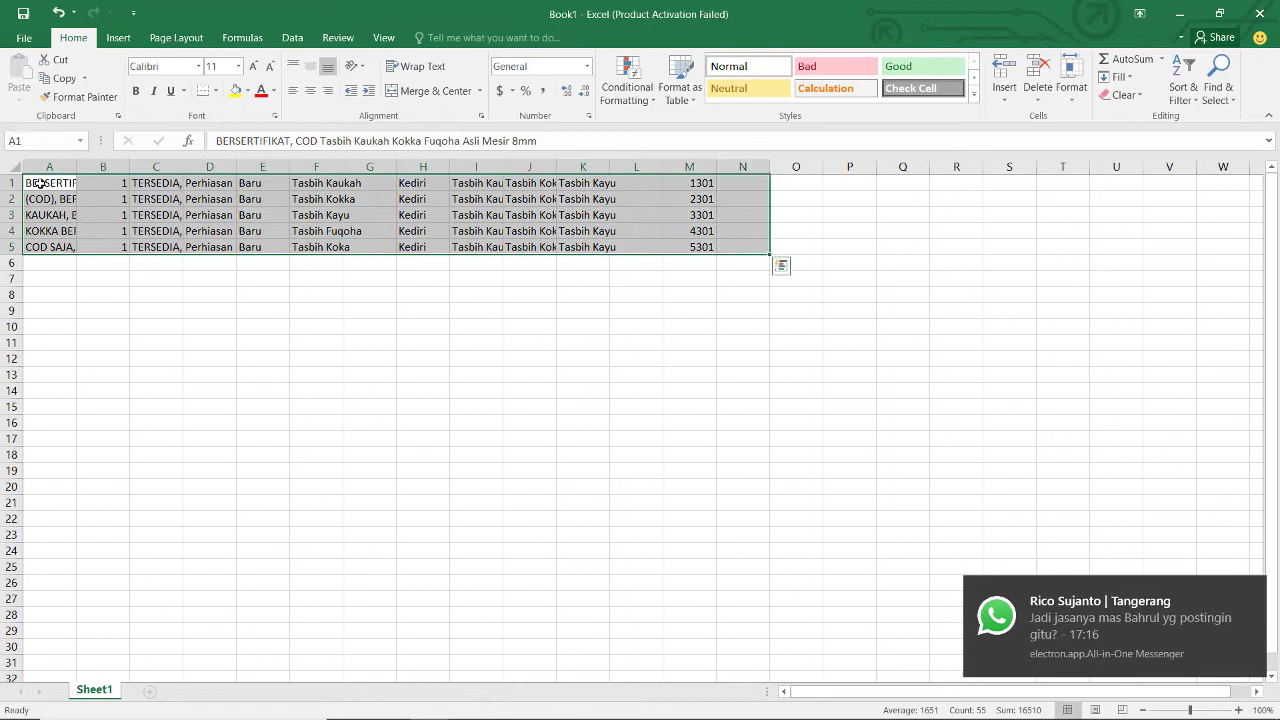 Book1 - Excel (Product Activation Failed)
File Home Insert Page Layout Formulas Data Review View Tell me what you want to do... Share
Paste Cut Copy Format Painter Clipboard
Calibri 11 B I U A Font
Wrap Text Merge & Center Alignment
General $ % , Number
Conditional Formatting Format as Table
Normal Bad Good
Neutral Calculation Check Cell
Styles
Insert Delete Format Cells
AutoSum Fill Clear Sort & Filter Find & Select Editing
A1 fx BERSERTIFIKAT, COD Tasbih Kaukah Kokka Fuqoha Asli Mesir 8mm
A B C D E F G H I J K L M N O P Q R S T U V W
1 BERSERTIF 1 TERSEDIA, Perhiasan Baru Tasbih Kaukah Kediri Tasbih Kau Tasbih Kok Tasbih Kayu 1301
2 (COD), BER 1 TERSEDIA, Perhiasan Baru Tasbih Kokka Kediri Tasbih Kau Tasbih Kok Tasbih Kayu 2301
3 KAUKAH, B 1 TERSEDIA, Perhiasan Baru Tasbih Kayu Kediri Tasbih Kau Tasbih Kok Tasbih Kayu 3301
4 KOKKA BER 1 TERSEDIA, Perhiasan Baru Tasbih Fuqoha Kediri Tasbih Kau Tasbih Kok Tasbih Kayu 4301
5 COD SAJA, 1 TERSEDIA, Perhiasan Baru Tasbih Koka Kediri Tasbih Kau Tasbih Kok Tasbih Kayu 5301
6
7
8
9
10
11
12
13
14
15
16
17
18
19
20
21
22
23
24
25
26
27
28
29
30
31
32
Rico Sujanto | Tangerang
Jadi jasanya mas Bahrul yg postingin
gitu? - 17:16
electron.app.All-in-One Messenger
Sheet1
Ready Average: 1651 Count: 55 Sum: 16510 100%